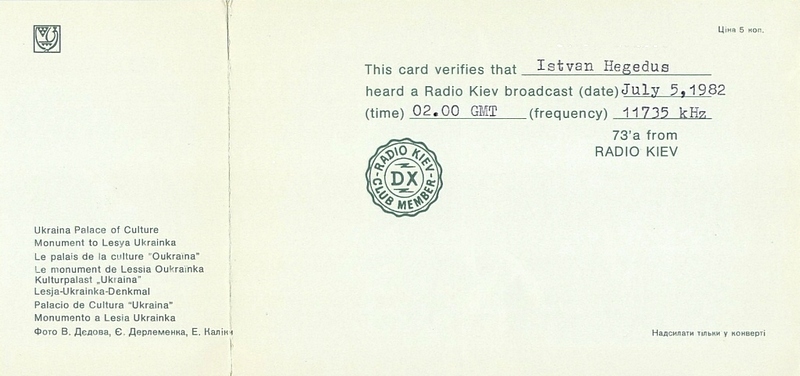 Ціна 5 коп.
This card verifies that Istvan Hegedus
heard a Radio Kiev broadcast (date) July 5,1982
(time) 02.00 GMT (frequency) 11735 kHz
73'a from
RADIO KIEV
RADIO KIEV
DX
CLUB MEMBER
Ukraina Palace of Culture
Monument to Lesya Ukrainka
Le palais de la culture "Oukraina"
Le monument de Lessia Oukrainka
Kulturpalast „Ukraina"
Lesja-Ukrainka-Denkmal
Palacio de Cultura "Ukraina"
Monumento a Lesia Ukrainka
Фото В. Дєдова, Є. Дерлеменка, Е.
Надсилати тільки у конверті